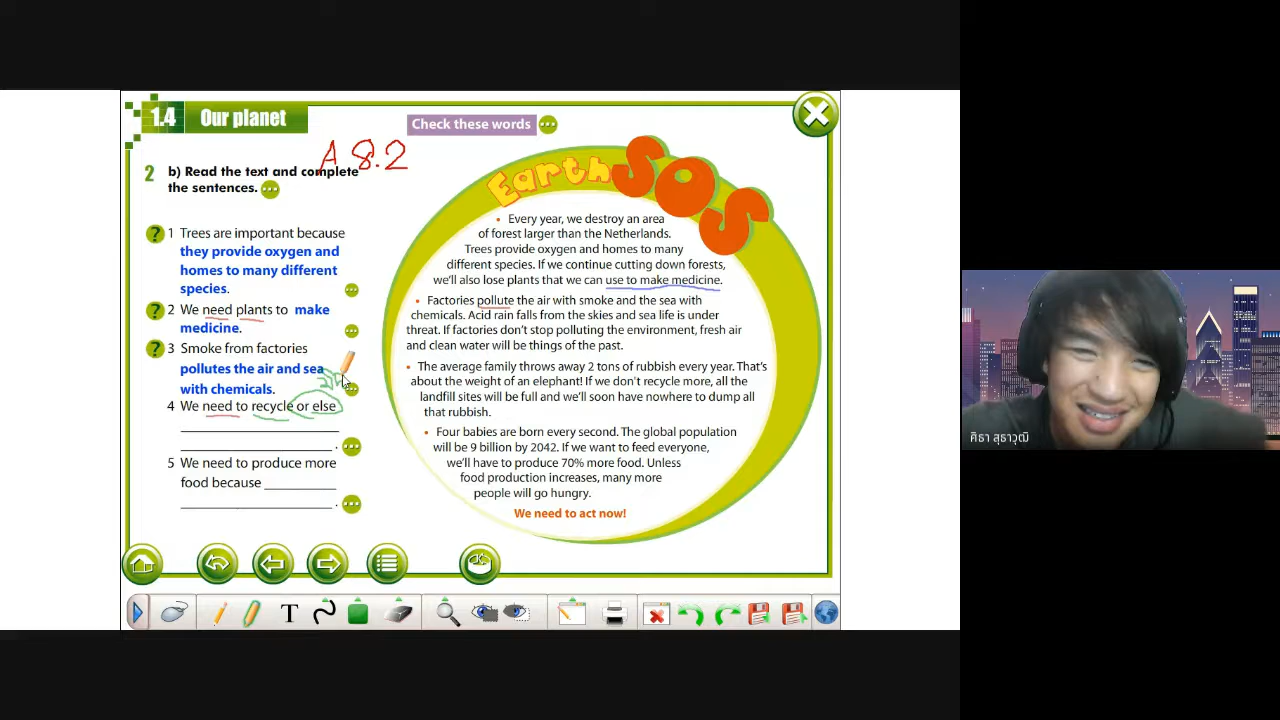 1.4 Our planet
Check these words
A 8.2
2 b) Read the text and complete
the sentences.
? 1 Trees are important because
they provide oxygen and
homes to many different
species.
? 2 We need plants to make
medicine.
? 3 Smoke from factories
pollutes the air and sea
with chemicals.
4 We need to recycle or else
5 We need to produce more
food because
Earth SOS
• Every year, we destroy an area
of forest larger than the Netherlands.
Trees provide oxygen and homes to many
different species. If we continue cutting down forests,
we'll also lose plants that we can use to make medicine.
• Factories pollute the air with smoke and the sea with
chemicals. Acid rain falls from the skies and sea life is under
threat. If factories don't stop polluting the environment, fresh air
and clean water will be things of the past.
• The average family throws away 2 tons of rubbish every year. That's
about the weight of an elephant! If we don't recycle more, all the
landfill sites will be full and we'll soon have nowhere to dump all
that rubbish.
• Four babies are born every second. The global population
will be 9 billion by 2042. If we want to feed everyone,
we'll have to produce 70% more food. Unless
food production increases, many more
people will go hungry.
We need to act now!
T
ศิธา สุธาวุฒิ